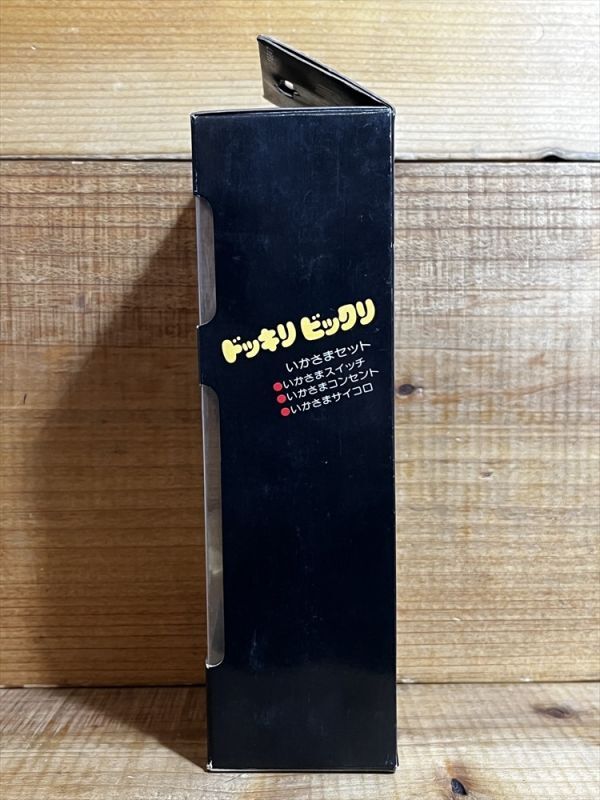 ドッキリ ビックリ
いかさまセット
●いかさまスイッチ
●いかさまコンセント
●いかさまサイコロ